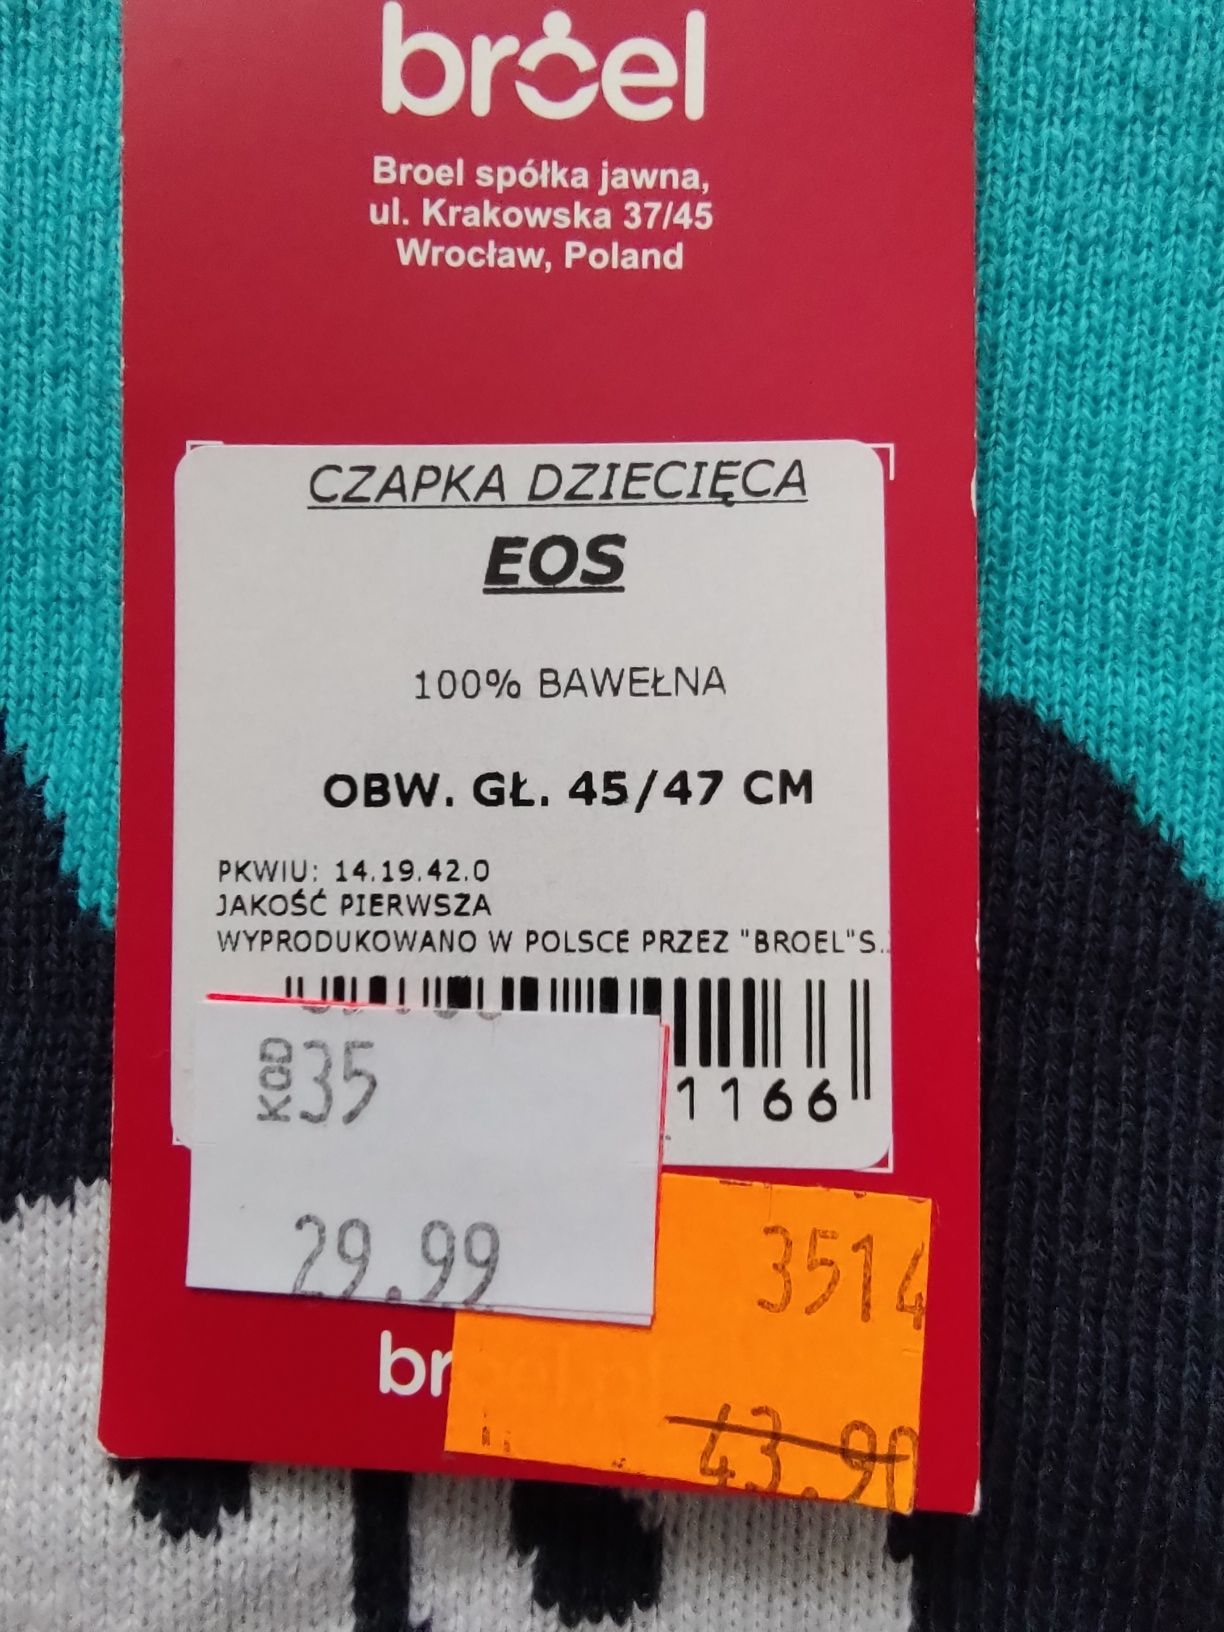 broel
Broel spółka jawna,
ul. Krakowska 37/45
Wrocław, Poland
CZAPKA DZIECIĘCA
EOS
100% BAWEŁNA
OBW. GŁ. 45/47 CM
PKWIU: 14.19.42.0
JAKOŚĆ PIERWSZA
WYPRODUKOWANO W POLSCE PRZEZ "BROEL"S.
1166
KOD 35
29.99
3514
br
43.90